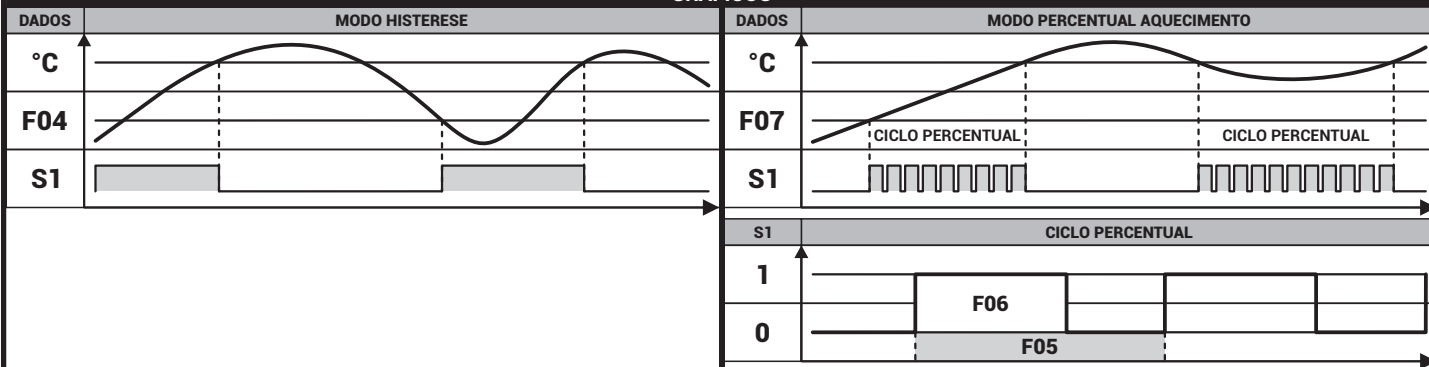 GRÁFICOS
DADOS MODO HISTERESE
°C
F04
S1
DADOS MODO PERCENTUAL AQUECIMENTO
°C
F07
CICLO PERCENTUAL CICLO PERCENTUAL
S1
S1 CICLO PERCENTUAL
1
F06
0
F05